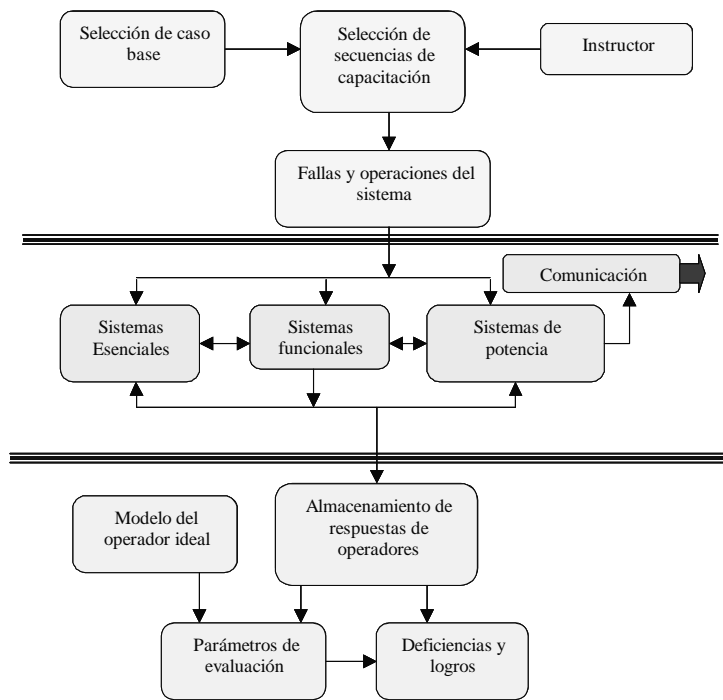 Selección de caso
base
Selección de
secuencias de
capacitación
Instructor
Fallas y operaciones del
sistema
Comunicación
Sistemas
Esenciales
Sistemas
funcionales
Sistemas de
potencia
Modelo del
operador ideal
Almacenamiento de
respuestas de
operadores
Parámetros de
evaluación
Deficiencias y
logros